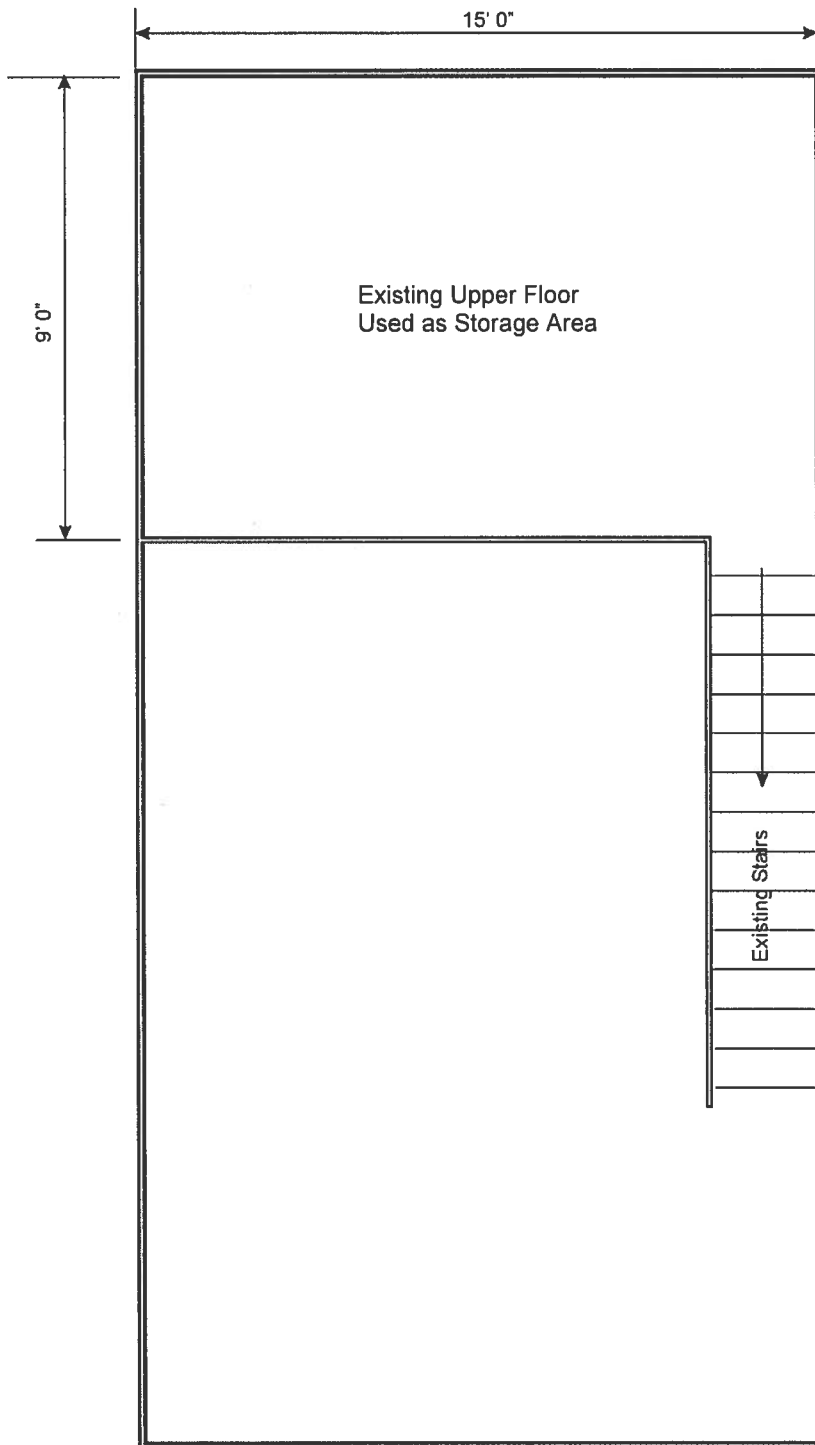 15' 0"
9' 0"
Existing Upper Floor
Used as Storage Area
Existing Stairs